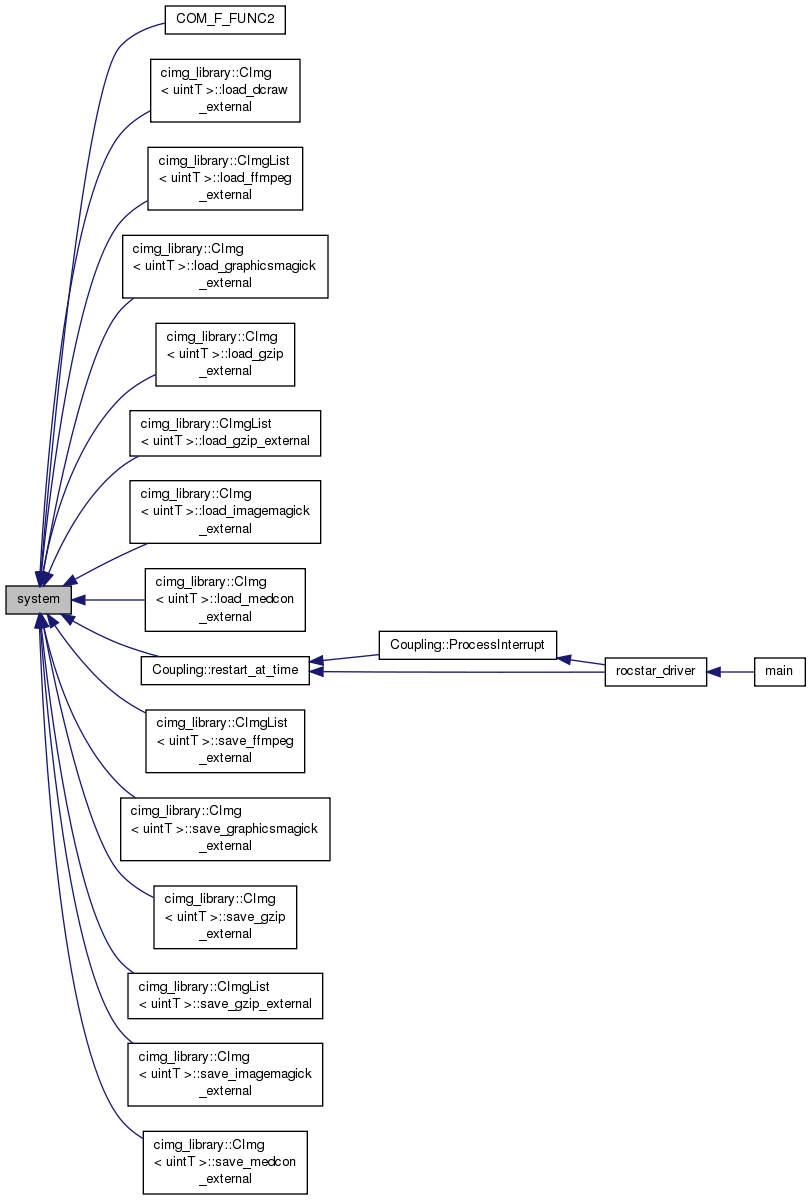 COM_F_FUNC2
cimg_library::CImg
< uintT >::load_dcraw
_external
cimg_library::CImgList
< uintT >::load_ffmpeg
_external
cimg_library::CImg
< uintT >::load_graphicsmagick
_external
cimg_library::CImg
< uintT >::load_gzip
_external
cimg_library::CImgList
< uintT >::load_gzip_external
cimg_library::CImg
< uintT >::load_imagemagick
_external
cimg_library::CImg
< uintT >::load_medcon
_external
system
Coupling::restart_at_time
Coupling::ProcessInterrupt
rocstar_driver
main
cimg_library::CImgList
< uintT >::save_ffmpeg
_external
cimg_library::CImg
< uintT >::save_graphicsmagick
_external
cimg_library::CImg
< uintT >::save_gzip
_external
cimg_library::CImgList
< uintT >::save_gzip_external
cimg_library::CImg
< uintT >::save_imagemagick
_external
cimg_library::CImg
< uintT >::save_medcon
_external